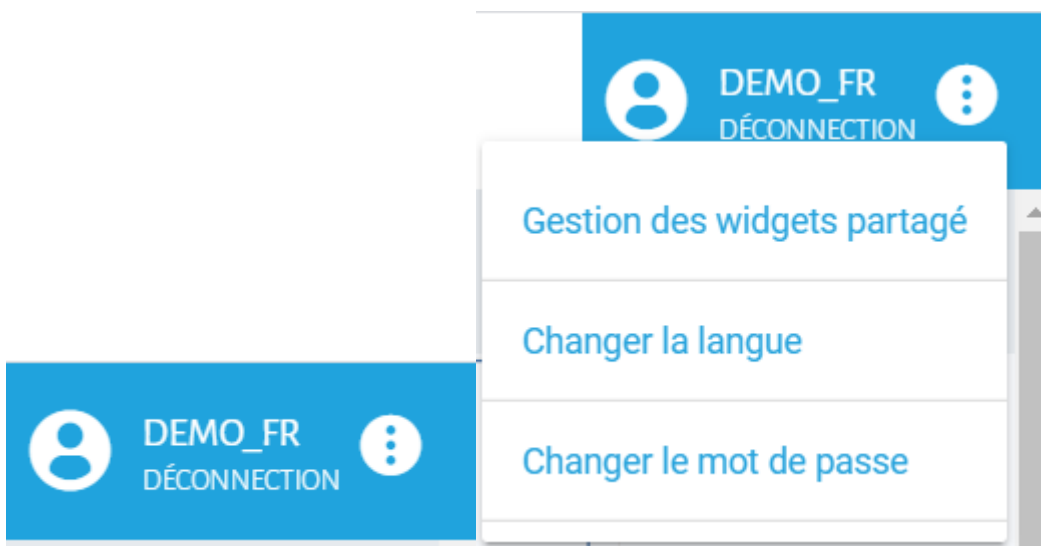 DEMO_FR
DÉCONNECTION
Gestion des widgets partagé
Changer la langue
Changer le mot de passe
DEMO_FR
DÉCONNECTION